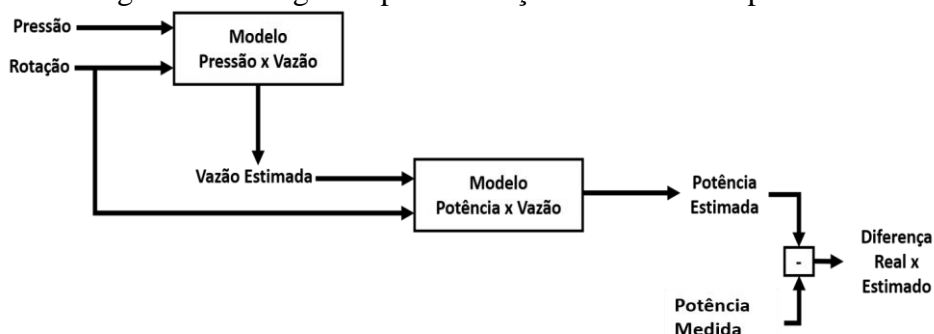 Pressão
Rotação
Modelo
Pressão x Vazão
Vazão Estimada
Modelo
Potência x Vazão
Potência
Estimada
-
Diferença
Real x
Estimado
Potência
Medida